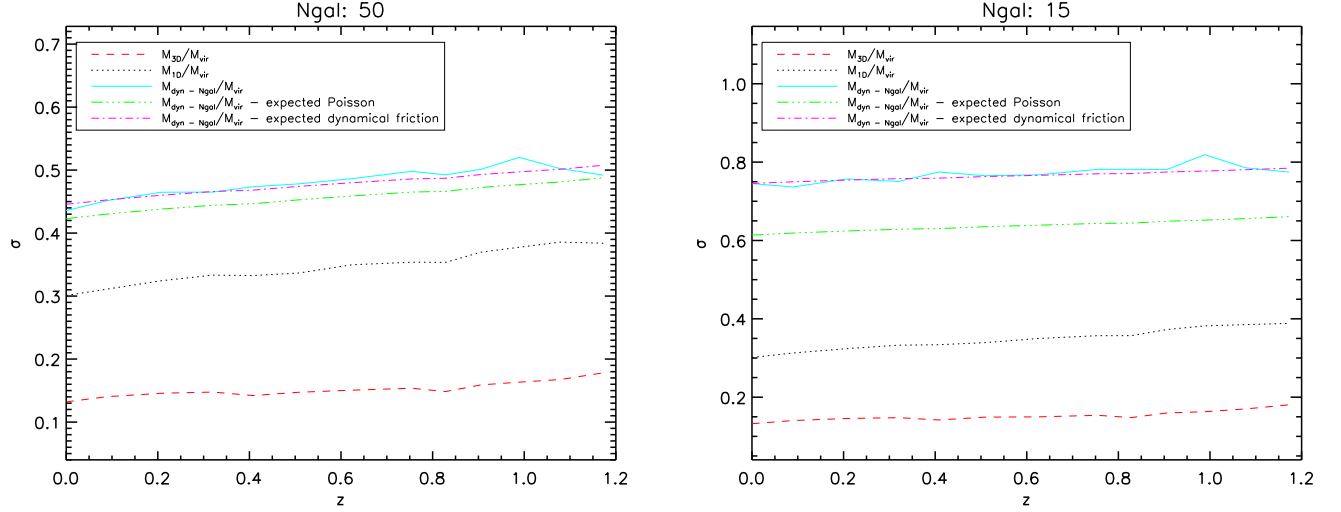 Ngal: 50
0.7
0.6
0.5
0.4
0.3
0.2
0.1
σ
M3D/Mvir
M1D/Mvir
Mdyn − Ngal/Mvir
Mdyn − Ngal/Mvir − expected Poisson
Mdyn − Ngal/Mvir − expected dynamical friction
0.0 0.2 0.4 0.6 0.8 1.0 1.2
z
Ngal: 15
1.0
0.8
0.6
0.4
0.2
σ
M3D/Mvir
M1D/Mvir
Mdyn − Ngal/Mvir
Mdyn − Ngal/Mvir − expected Poisson
Mdyn − Ngal/Mvir − expected dynamical friction
0.0 0.2 0.4 0.6 0.8 1.0 1.2
z